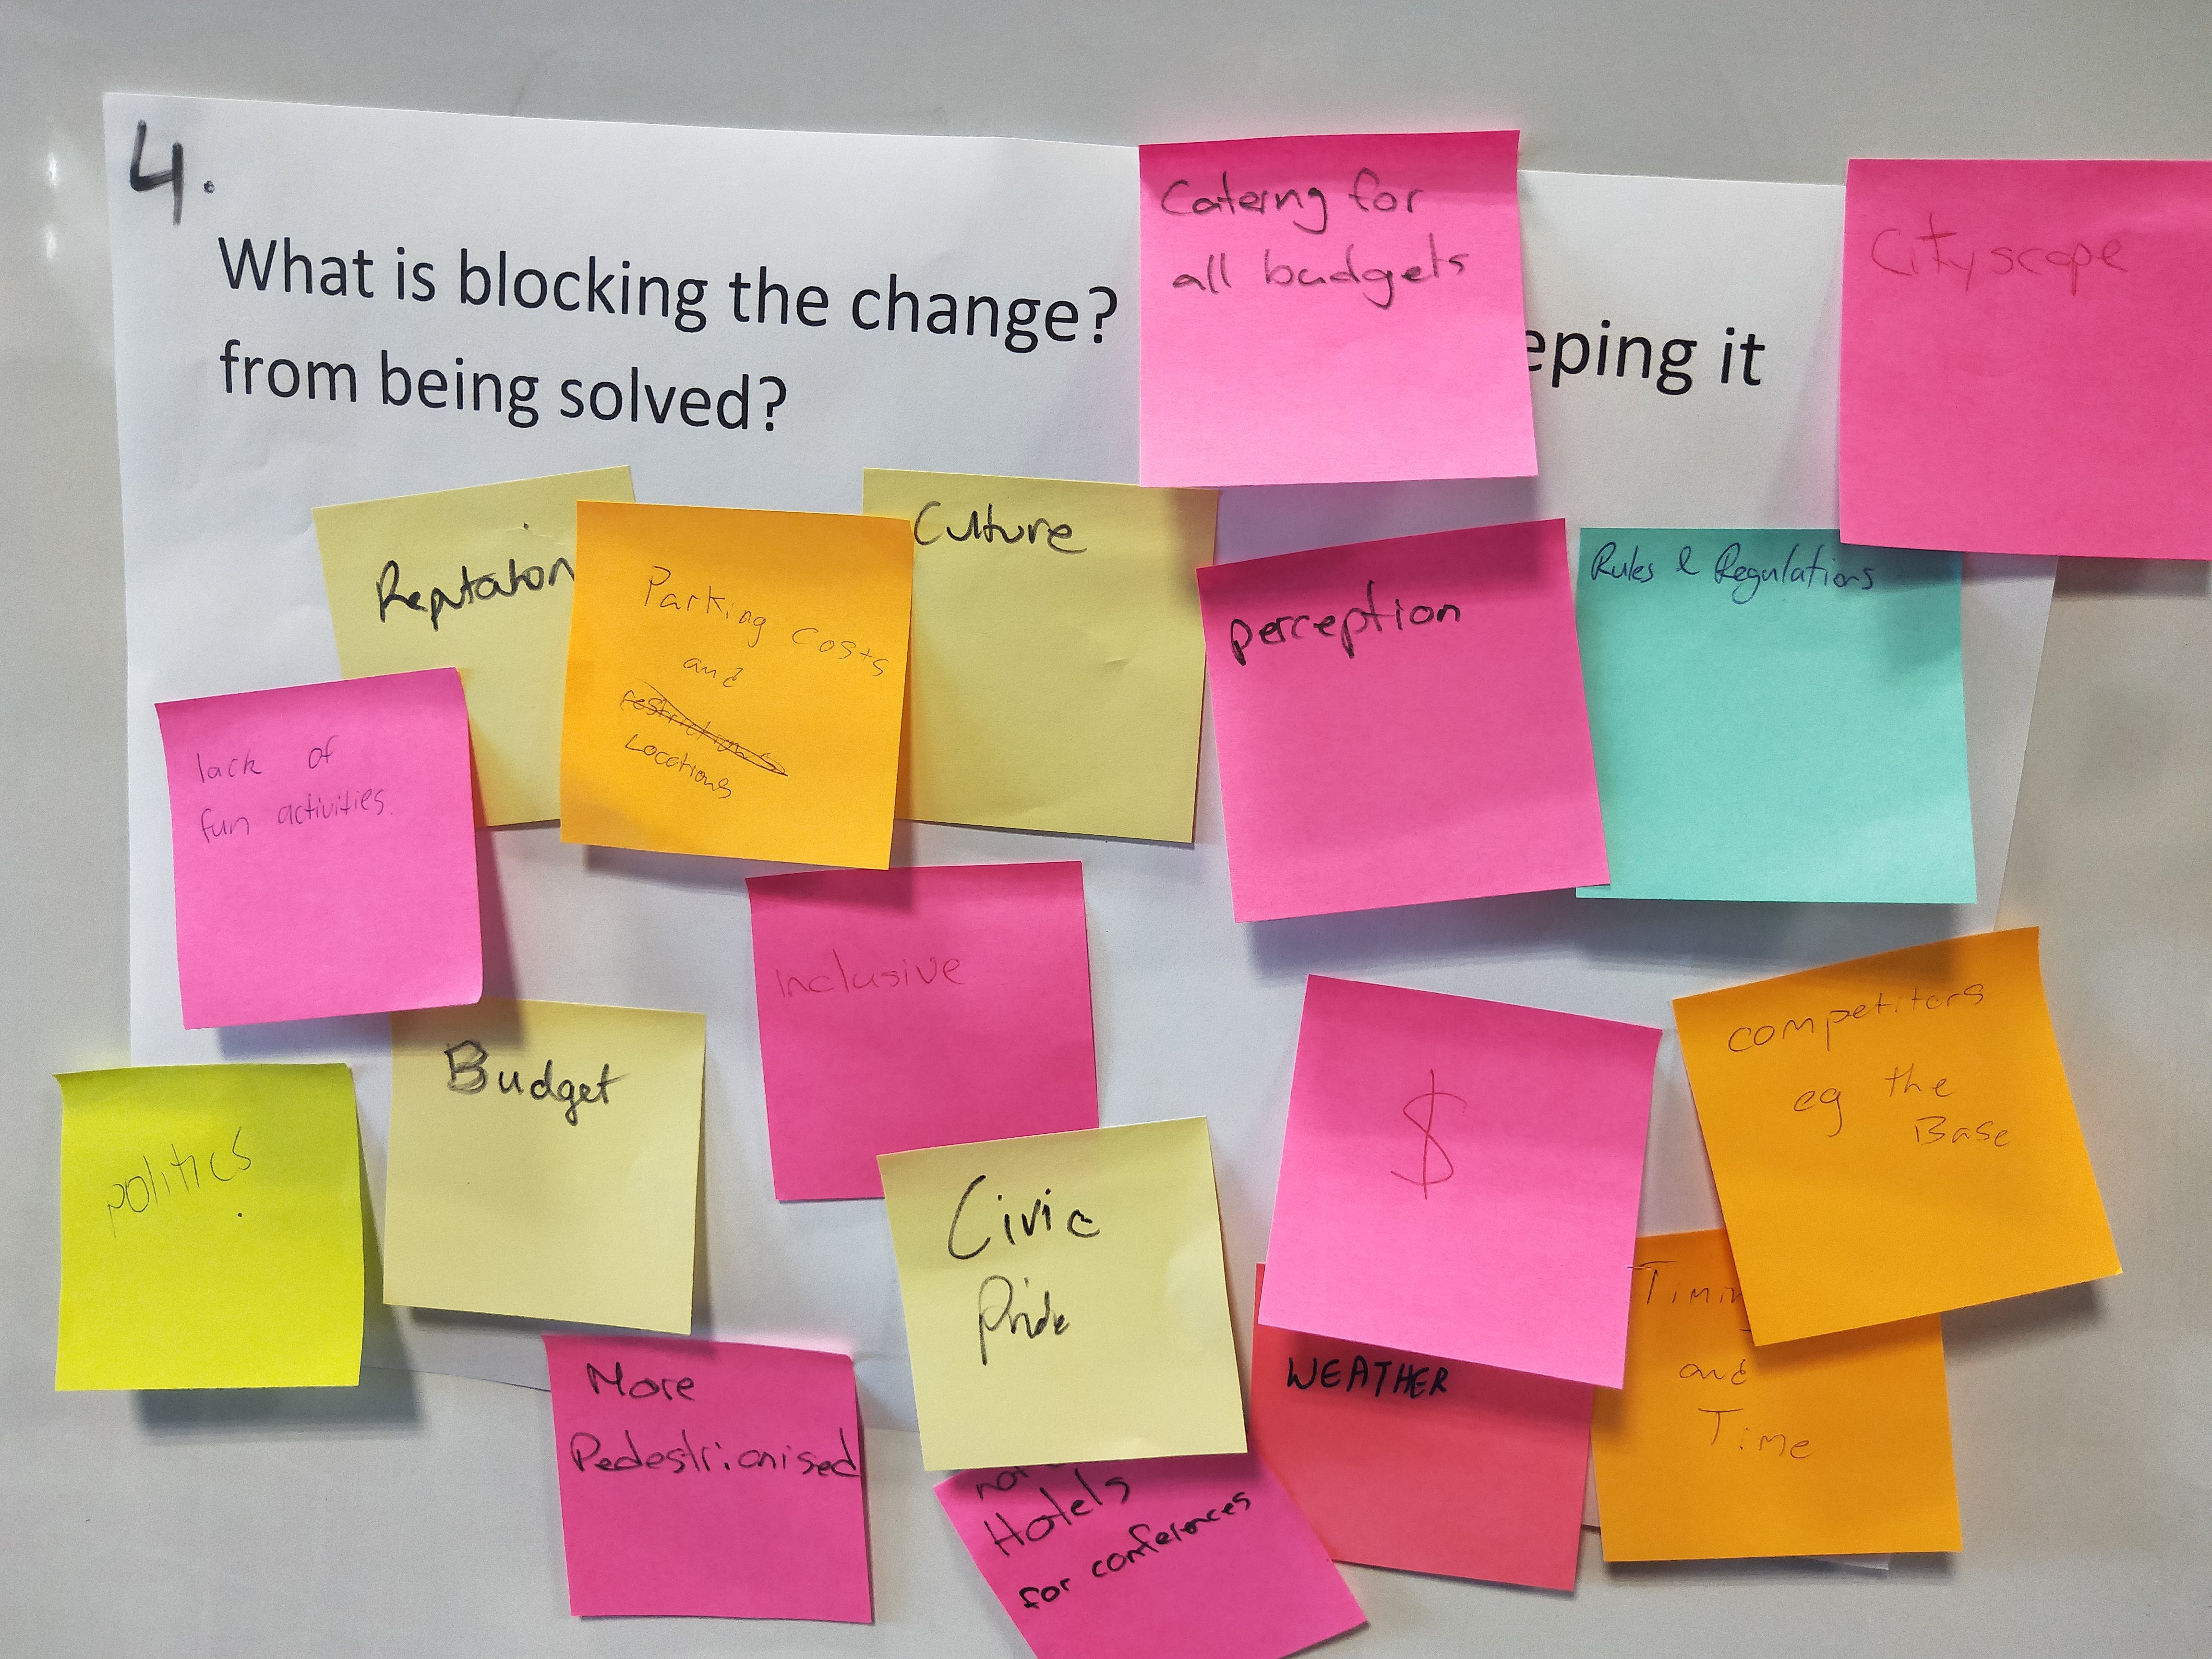 4.
What is blocking the change?
eping it
from being solved?
Catering for
all budgets
Cityscape
Reputation
Parking Costs
and
Locations
Culture
perception
Rules & Regulations
lack of
fun activities.
Inclusive
Budget
politics
$
competitors
eg the
Base
Civic
Pride
WEATHER
and
Time
More
Pedestrianised
Hotels
for conferences